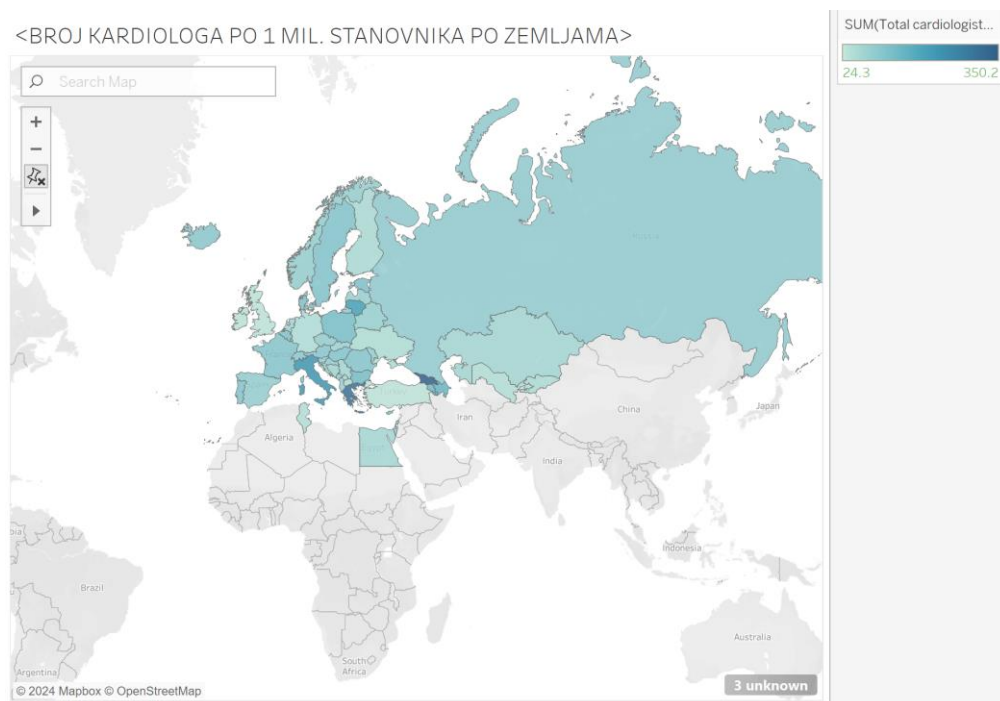 <BROJ KARDIOLOGA PO 1 MIL. STANOVNIKA PO ZEMLJAMA>
SUM(Total cardiologist...
24.3 350.2
Search Map
+
−
Iran
China
Japan
Algeria
India
Indonesia
Brazil
Australia
South
Africa
Argentina
© 2024 Mapbox © OpenStreetMap
3 unknown